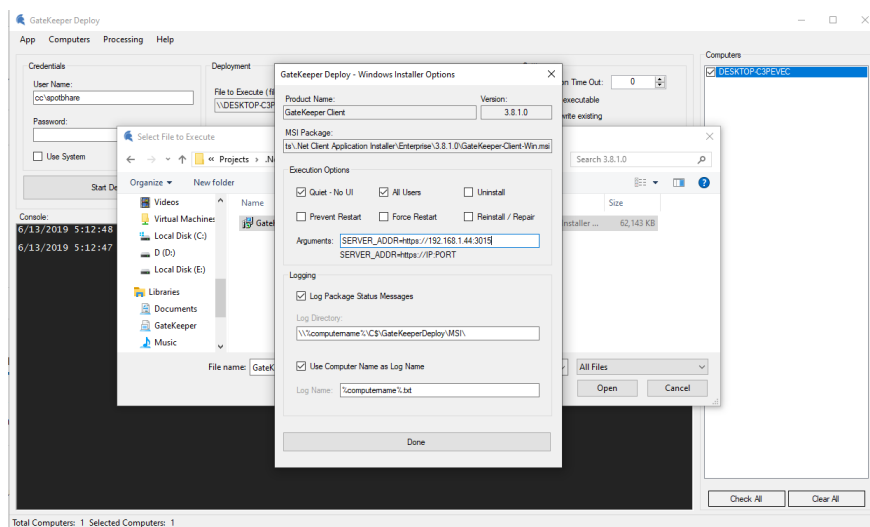 GateKeeper Deploy
App Computers Processing Help
Credentials
User Name:
cc\spotbhare
Password:
Use System
Start De
Deployment
File to Execute (fil
\\DESKTOP-C3P
n Time Out: 0
executable
write existing
Computers
DESKTOP-C3PEVEC
Console:
6/13/2019 5:12:48
6/13/2019 5:12:47
Select File to Execute
« Projects › .N
Search 3.8.1.0
Organize New folder
Videos
Virtual Machines
Local Disk (C:)
D (D:)
Local Disk (E:)
Libraries
Documents
GateKeeper
Music
Name
Size
Gatel
nstaller ... 62,143 KB
File name: GateK
All Files
Open Cancel
GateKeeper Deploy - Windows Installer Options
Product Name: Version:
GateKeeper Client 3.8.1.0
MSI Package:
ts\.Net Client Application Installer\Enterprise\3.8.1.0\GateKeeper-Client-Win.msi
Execution Options
Quiet - No UI All Users Uninstall
Prevent Restart Force Restart Reinstall / Repair
Arguments: SERVER_ADDR=https://192.168.1.44:3015
SERVER_ADDR=https://IP:PORT
Logging
Log Package Status Messages
Log Directory:
\\%computername%\C$\GateKeeperDeploy\MSI\
Use Computer Name as Log Name
Log Name: %computername%.txt
Done
Check All Clear All
Total Computers: 1 Selected Computers: 1